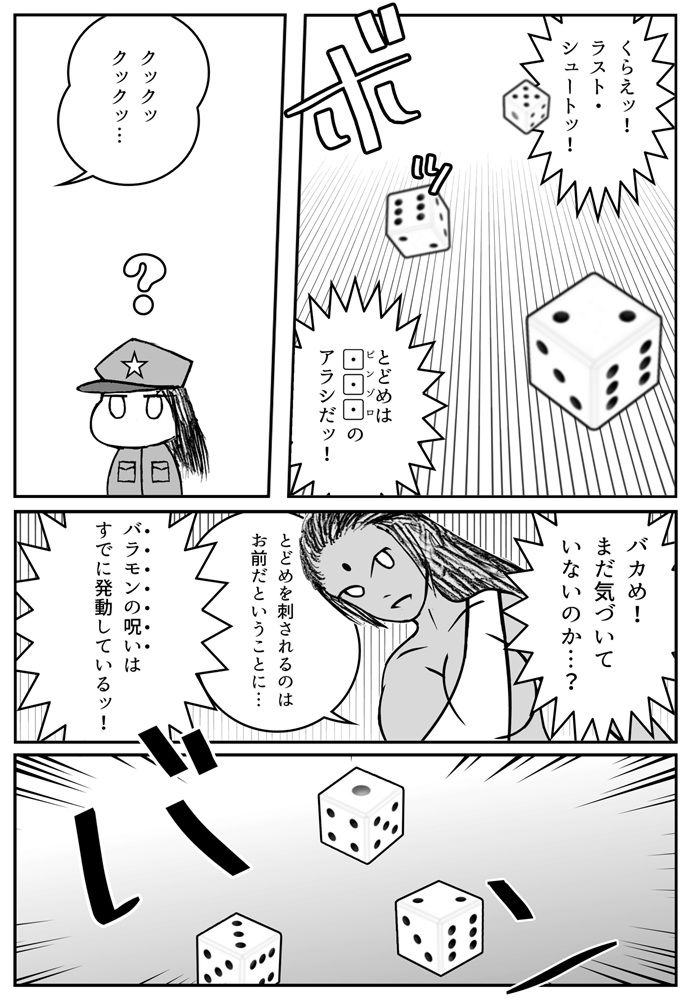 くらえッ！
ラスト・
シュートッ！
ボ
ッ
とどめは
⚀⚀⚀の
ピンゾロ
アラシだッ！
クックッ
クックッ…
？
バカめ！
まだ気づいて
いないのか…？
とどめを刺されるのは
お前だということに…
バラモンの呪いは
すでに発動しているッ！